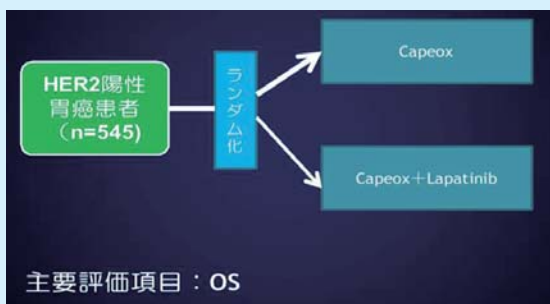 HER2陽性
胃癌患者
(n=545)
ランダム化
Capeox
Capeox+Lapatinib
主要評価項目：OS